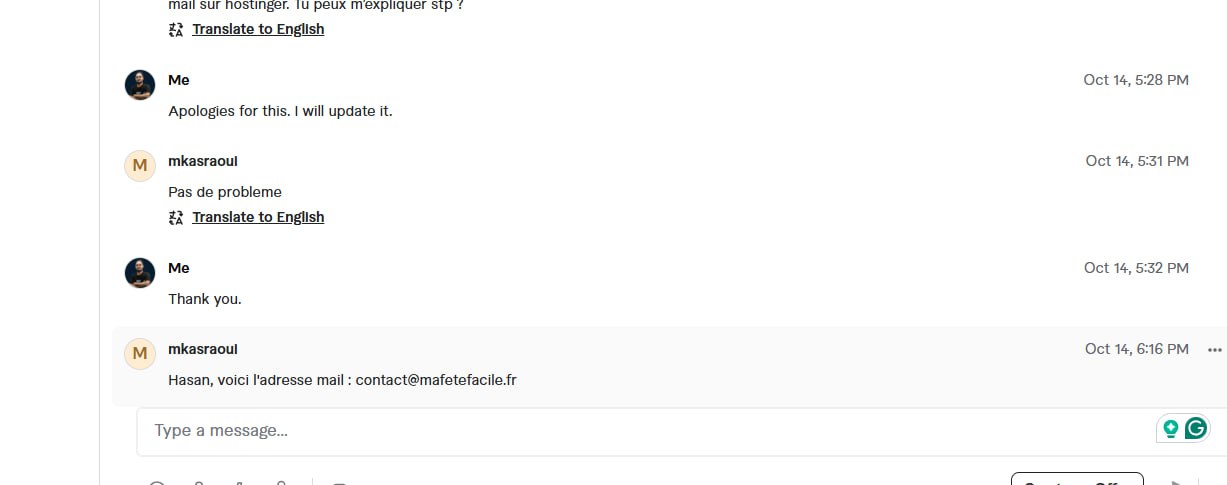 mail sur hostinger. Tu peux m'expliquer stp ?
Translate to English
Me
Oct 14, 5:28 PM
Apologies for this. I will update it.
M
mkasraoui
Oct 14, 5:31 PM
Pas de probleme
Translate to English
Me
Oct 14, 5:32 PM
Thank you.
M
mkasraoui
Oct 14, 6:16 PM
Hasan, voici l'adresse mail : contact@mafetefacile.fr
Type a message...